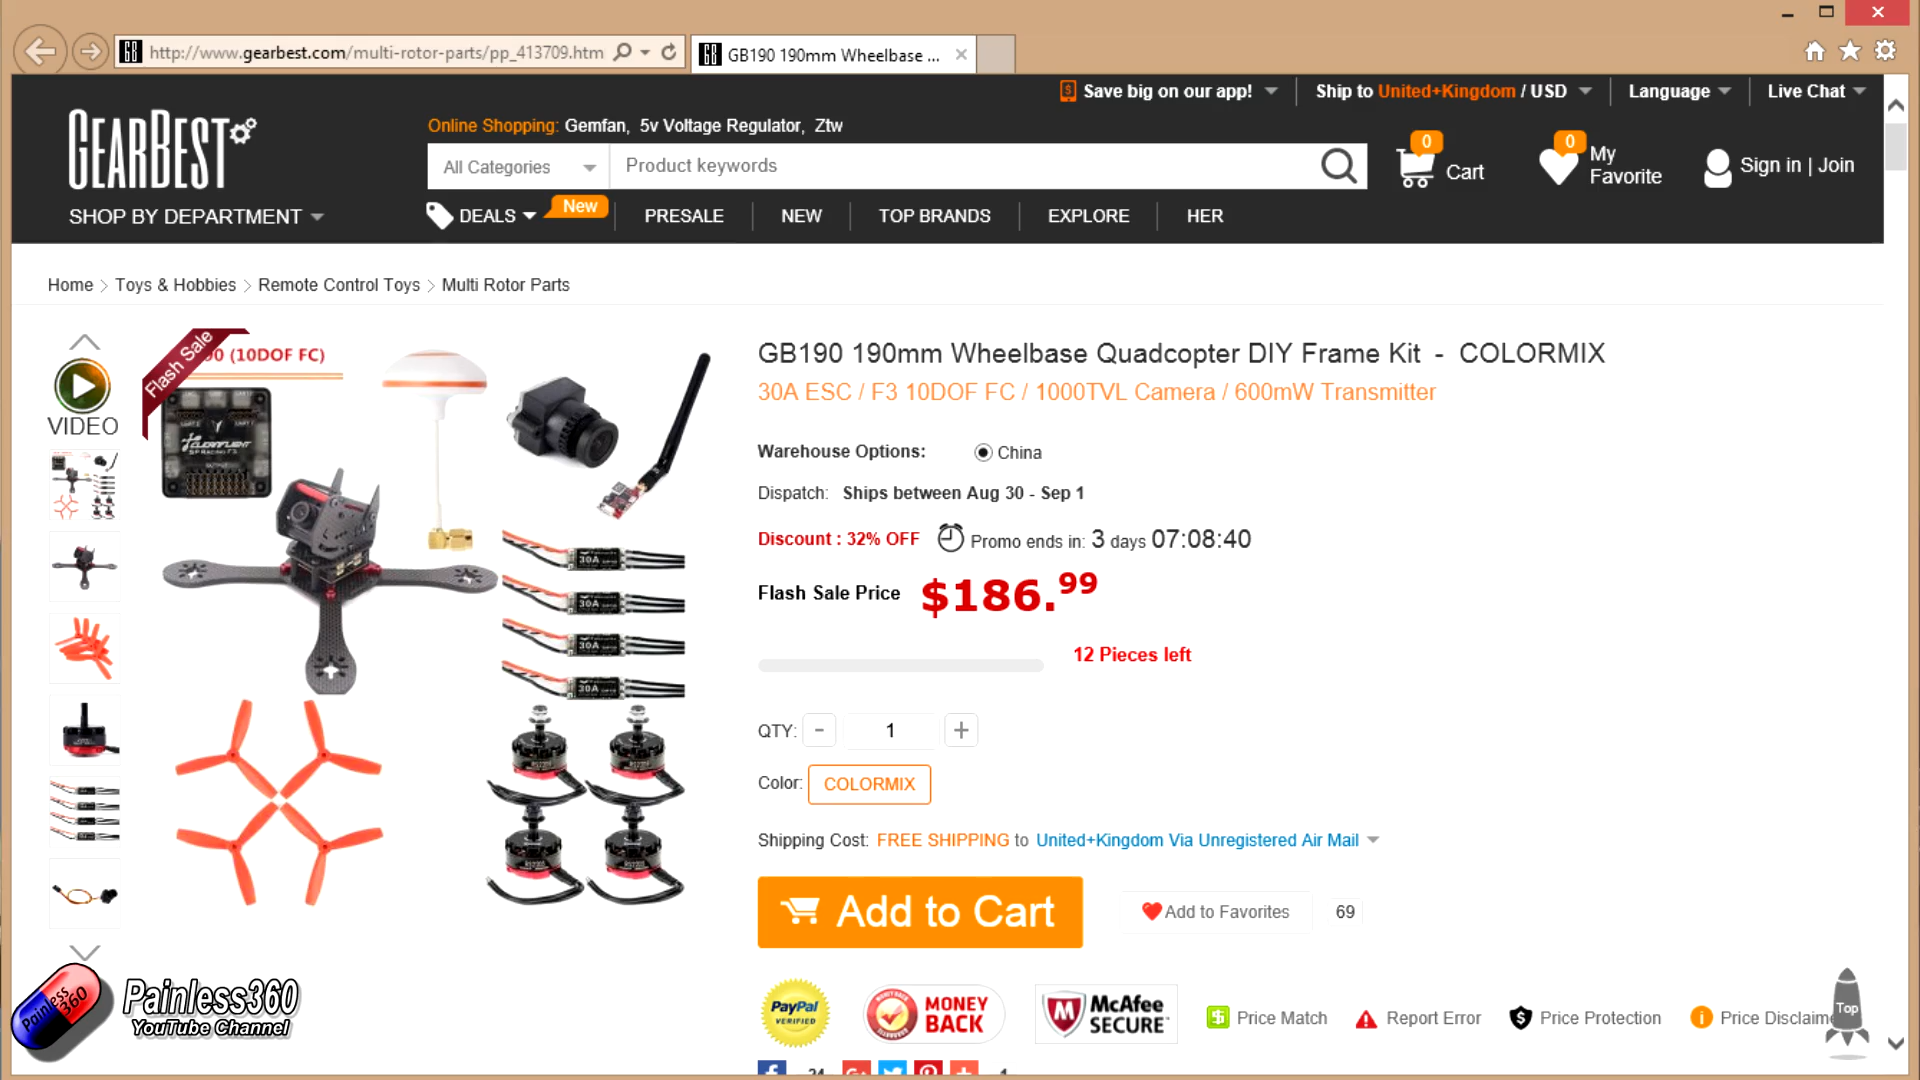 http://www.gearbest.com/multi-rotor-parts/pp_413709.htm
GB190 190mm Wheelbase ...
Save big on our app!
Ship to United+Kingdom / USD
Language
Live Chat
GEARBEST
Online Shopping: Gemfan, 5v Voltage Regulator, Ztw
All Categories
Product keywords
0
Cart
0
My
Favorite
Sign in | Join
SHOP BY DEPARTMENT
DEALS
New
PRESALE
NEW
TOP BRANDS
EXPLORE
HER
Home > Toys & Hobbies > Remote Control Toys > Multi Rotor Parts
VIDEO
Flash Sale
(10DOF FC)
30A
30A
30A
30A
GB190 190mm Wheelbase Quadcopter DIY Frame Kit - COLORMIX
30A ESC / F3 10DOF FC / 1000TVL Camera / 600mW Transmitter
Warehouse Options: China
Dispatch: Ships between Aug 30 - Sep 1
Discount : 32% OFF Promo ends in: 3 days 07:08:40
Flash Sale Price $186.99
12 Pieces left
QTY: - 1 +
Color: COLORMIX
Shipping Cost: FREE SHIPPING to United+Kingdom Via Unregistered Air Mail
Add to Cart
Add to Favorites
69
PayPal
VERIFIED
MONEY
BACK
McAfee
SECURE
Price Match
Report Error
Price Protection
Price Disclaime
Top
Painless360
Painless360
YouTube Channel